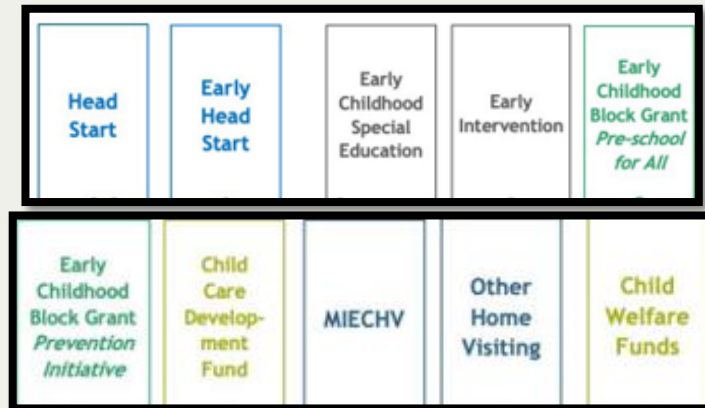 Head
Start
Early
Head
Start
Early
Childhood
Special
Education
Early
Intervention
Early
Childhood
Block Grant
Pre-school
for All
Early
Childhood
Block Grant
Prevention
Initiative
Child
Care
Develop-
ment
Fund
MIECHV
Other
Home
Visiting
Child
Welfare
Funds